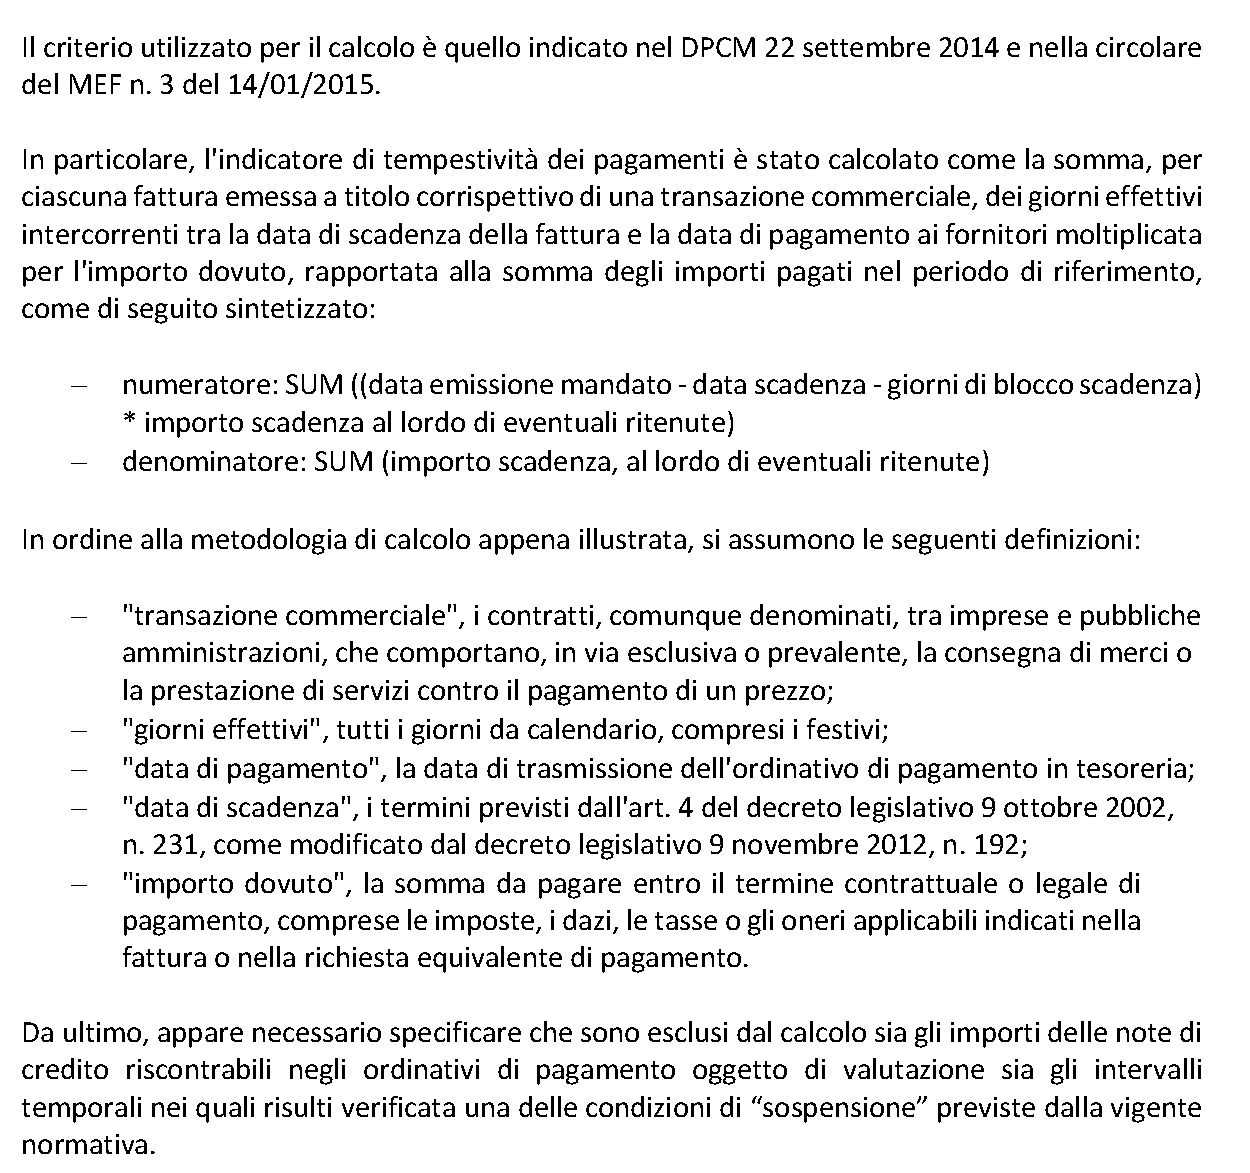 Il criterio utilizzato per il calcolo è quello indicato nel DPCM 22 settembre 2014 e nella circolare
del MEF n. 3 del 14/01/2015.
In particolare, l'indicatore di tempestività dei pagamenti è stato calcolato come la somma, per
ciascuna fattura emessa a titolo corrispettivo di una transazione commerciale, dei giorni effettivi
intercorrenti tra la data di scadenza della fattura e la data di pagamento ai fornitori moltiplicata
per l'importo dovuto, rapportata alla somma degli importi pagati nel periodo di riferimento,
come di seguito sintetizzato:
– numeratore: SUM ((data emissione mandato - data scadenza - giorni di blocco scadenza)
* importo scadenza al lordo di eventuali ritenute)
– denominatore: SUM (importo scadenza, al lordo di eventuali ritenute)
In ordine alla metodologia di calcolo appena illustrata, si assumono le seguenti definizioni:
– "transazione commerciale", i contratti, comunque denominati, tra imprese e pubbliche
amministrazioni, che comportano, in via esclusiva o prevalente, la consegna di merci o
la prestazione di servizi contro il pagamento di un prezzo;
– "giorni effettivi", tutti i giorni da calendario, compresi i festivi;
– "data di pagamento", la data di trasmissione dell'ordinativo di pagamento in tesoreria;
– "data di scadenza", i termini previsti dall'art. 4 del decreto legislativo 9 ottobre 2002,
n. 231, come modificato dal decreto legislativo 9 novembre 2012, n. 192;
– "importo dovuto", la somma da pagare entro il termine contrattuale o legale di
pagamento, comprese le imposte, i dazi, le tasse o gli oneri applicabili indicati nella
fattura o nella richiesta equivalente di pagamento.
Da ultimo, appare necessario specificare che sono esclusi dal calcolo sia gli importi delle note di
credito riscontrabili negli ordinativi di pagamento oggetto di valutazione sia gli intervalli
temporali nei quali risulti verificata una delle condizioni di “sospensione” previste dalla vigente
normativa.